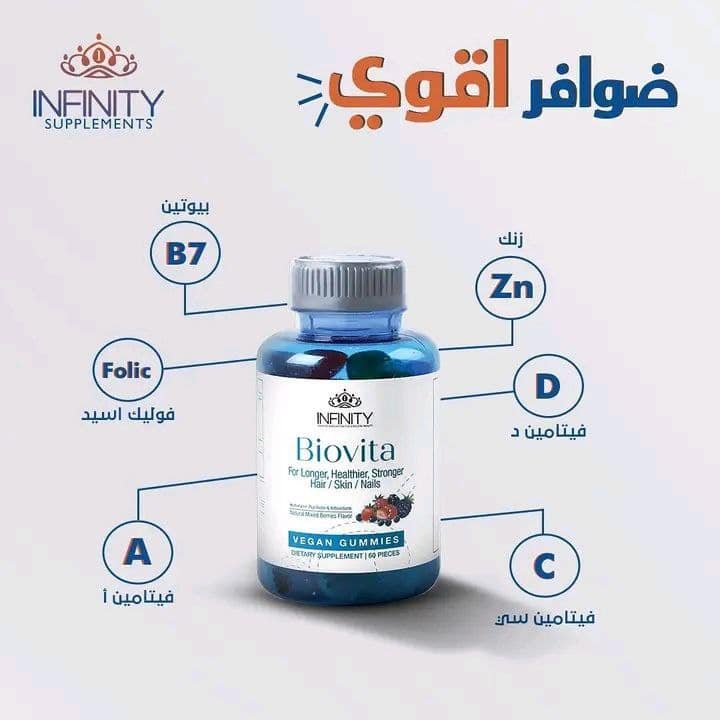 INFINITY
SUPPLEMENTS
ضوافر اقوي
بيوتين
B7
زنك
Zn
Folic
فوليك اسيد
D
فيتامين د
A
فيتامين أ
C
فيتامين سي
INFINITY
Biovita
For Longer, Healthier, Stronger
Hair / Skin / Nails
Natural Mixed Berries Flavor
VEGAN GUMMIES
DIETARY SUPPLEMENT | 60 PIECES